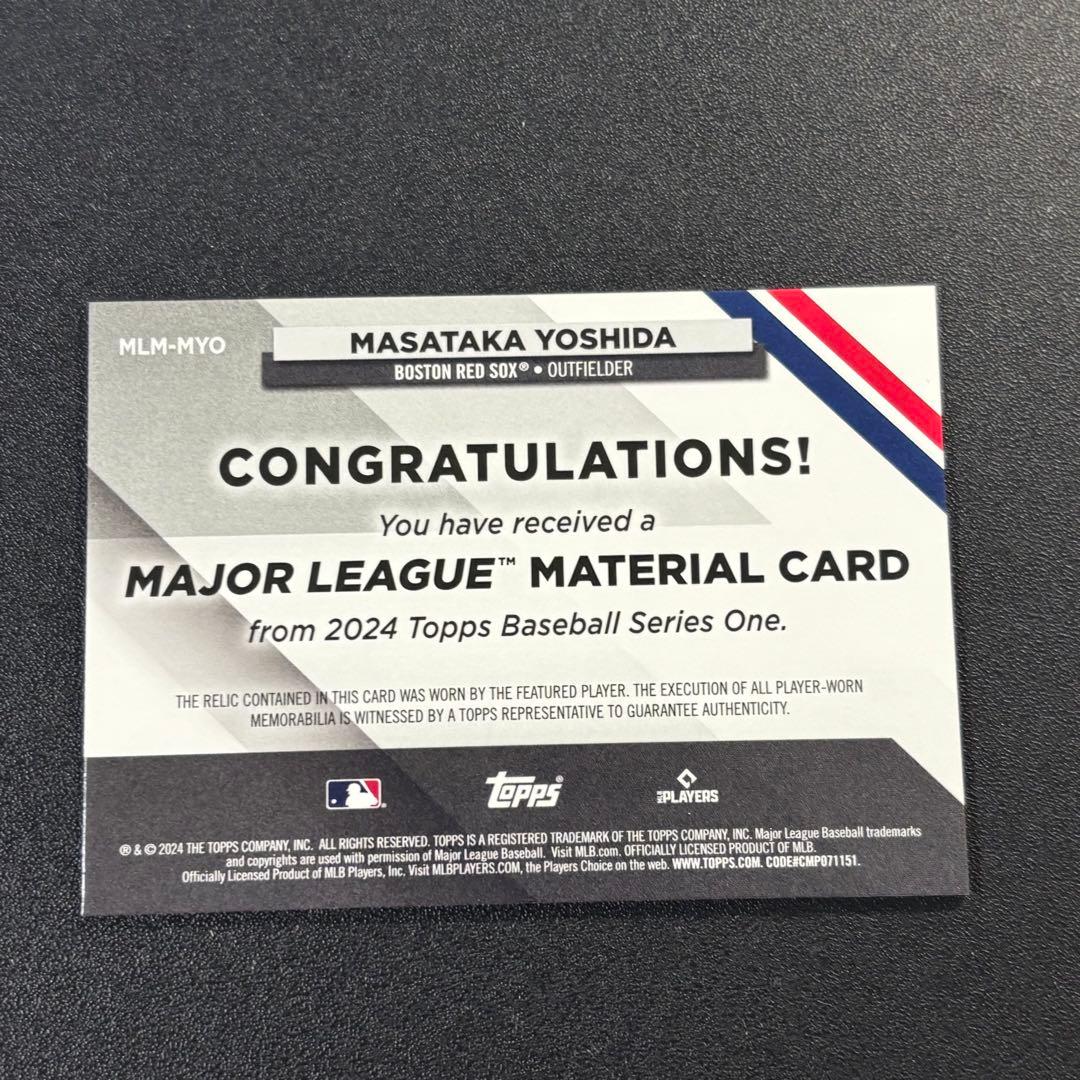 MLM-MYO
MASATAKA YOSHIDA
BOSTON RED SOX® • OUTFIELDER
CONGRATULATIONS!
You have received a
MAJOR LEAGUE™ MATERIAL CARD
from 2024 Topps Baseball Series One.
THE RELIC CONTAINED IN THIS CARD WAS WORN BY THE FEATURED PLAYER. THE EXECUTION OF ALL PLAYER-WORN
MEMORABILIA IS WITNESSED BY A TOPPS REPRESENTATIVE TO GUARANTEE AUTHENTICITY.
topps® MLB PLAYERS
® & © 2024 THE TOPPS COMPANY, INC. ALL RIGHTS RESERVED. TOPPS IS A REGISTERED TRADEMARK OF THE TOPPS COMPANY, INC. Major League Baseball trademarks
and copyrights are used with permission of Major League Baseball. Visit MLB.com. OFFICIALLY LICENSED PRODUCT OF MLB.
Officially Licensed Product of MLB Players, Inc. Visit MLBPLAYERS.COM, the Players Choice on the web. WWW.TOPPS.COM. CODE#CMP071151.